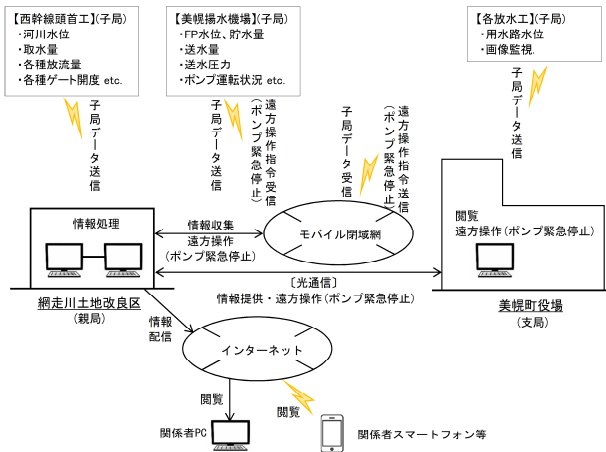 【西幹線頭首工】(子局)
・河川水位
・取水量
・各種放流量
・各種ゲート開度 etc.
【美幌揚水機場】(子局)
・FP水位、貯水量
・送水量
・送水圧力
・ポンプ運転状況 etc.
【各放水工】(子局)
・用水路水位
・画像監視.
子局データ送信
子局データ送信
遠方操作指令受信
(ポンプ緊急停止)
子局データ受信
遠方操作指令送信
(ポンプ緊急停止)
子局データ送信
情報処理
情報収集
遠方操作
(ポンプ緊急停止)
モバイル閉域網
閲覧
遠方操作(ポンプ緊急停止)
〔光通信〕
情報提供・遠方操作(ポンプ緊急停止)
網走川土地改良区
(親局)
美幌町役場
(支局)
情報
配信
インターネット
閲覧
閲覧
関係者PC
関係者スマートフォン等